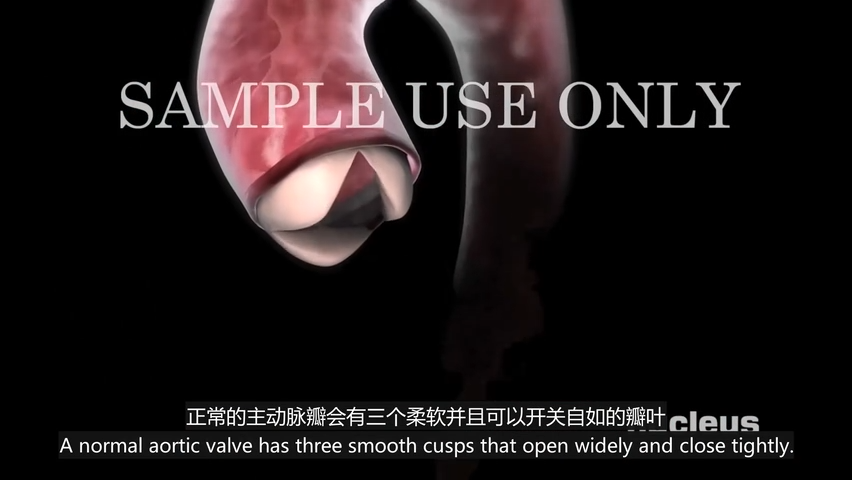 SAMPLE USE ONLY
正常的主动脉瓣会有三个柔软并且可以开关自如的瓣叶
A normal aortic valve has three smooth cusps that open widely and close tightly.